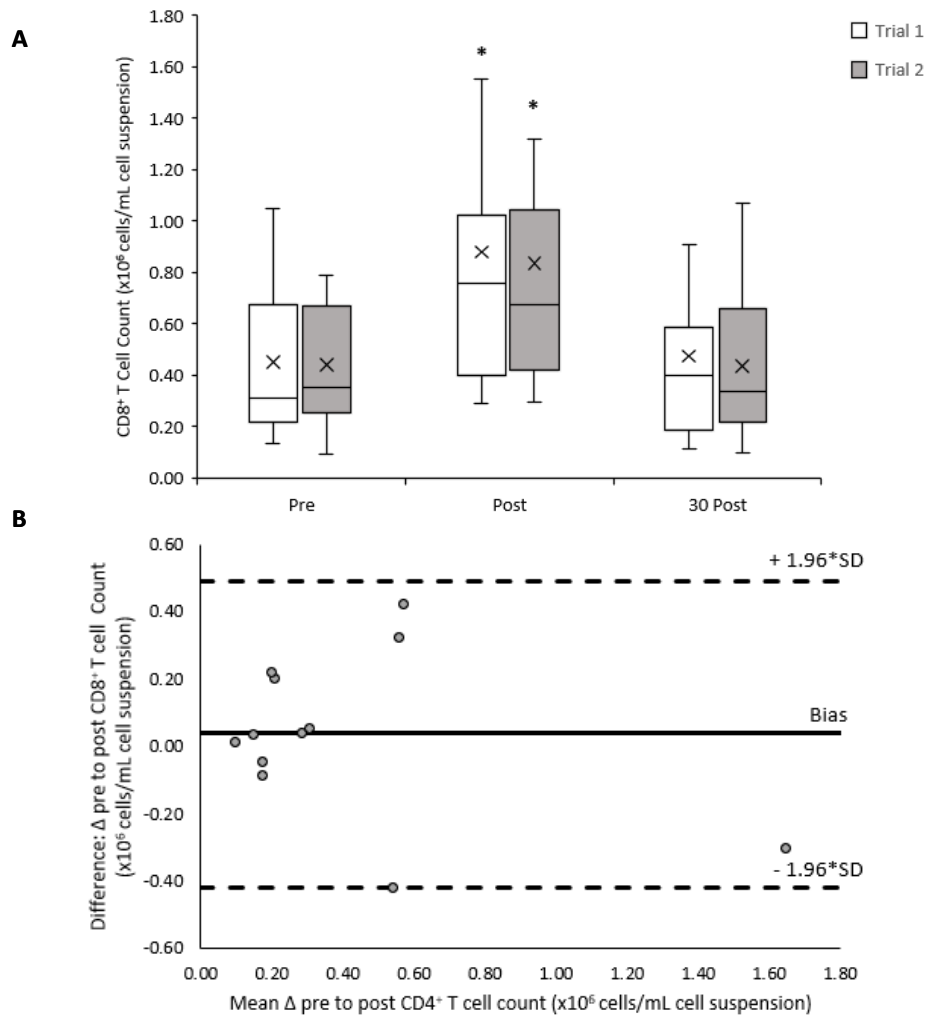 A
1.80
1.60
1.40
1.20
1.00
0.80
0.60
0.40
0.20
0.00
CD8⁺ T Cell Count (x10⁶ cells/mL cell suspension)
*
*
Trial 1
Trial 2
Pre
Post
30 Post
B
0.60
0.40
0.20
0.00
-0.20
-0.40
-0.60
Difference: Δ pre to post CD8⁺ T cell Count
(x10⁶ cells/mL cell suspension)
+ 1.96*SD
Bias
- 1.96*SD
0.00 0.20 0.40 0.60 0.80 1.00 1.20 1.40 1.60 1.80
Mean Δ pre to post CD4⁺ T cell count (x10⁶ cells/mL cell suspension)